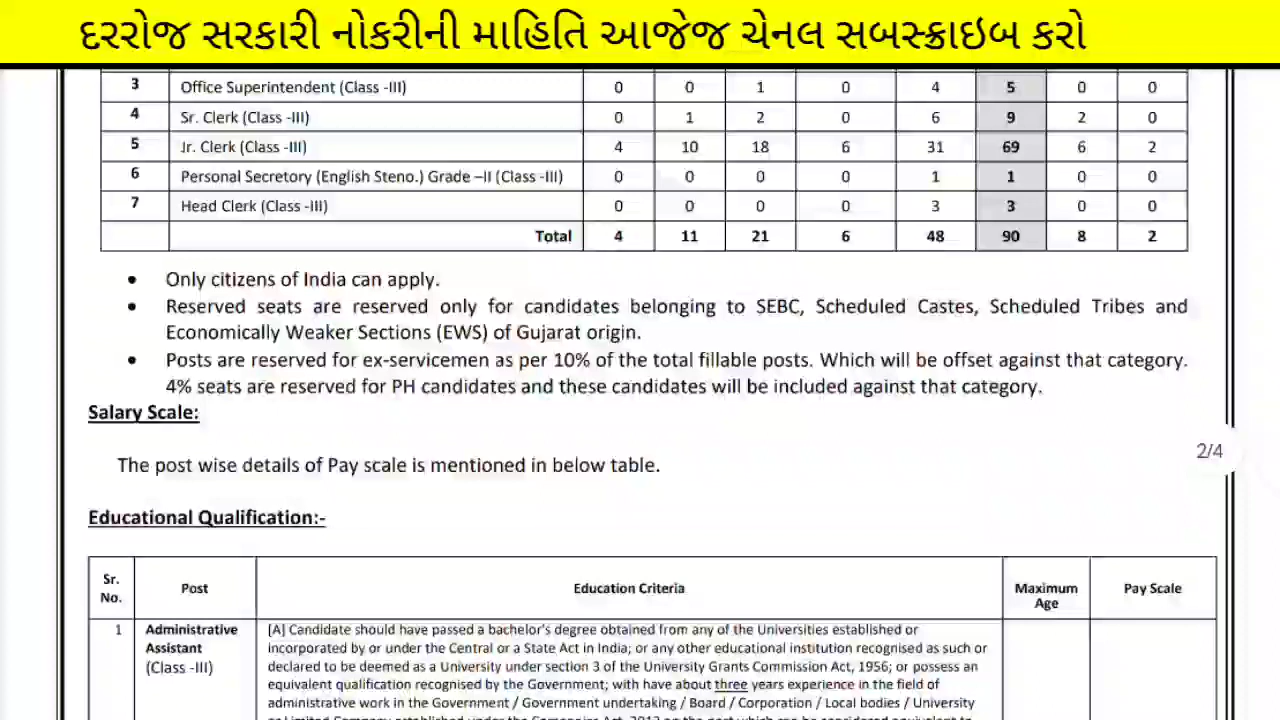 દરરોજ સરકારી નોકરીની માહિતિ આજેજ ચેનલ સબસ્ક્રાઇબ કરો
3 Office Superintendent (Class -III) 0 0 1 0 4 5 0 0
4 Sr. Clerk (Class -III) 0 1 2 0 6 9 2 0
5 Jr. Clerk (Class -III) 4 10 18 6 31 69 6 2
6 Personal Secretary (English Steno.) Grade –II (Class -III) 0 0 0 0 1 1 0 0
7 Head Clerk (Class -III) 0 0 0 0 3 3 0 0
Total 4 11 21 6 48 90 8 2
• Only citizens of India can apply.
• Reserved seats are reserved only for candidates belonging to SEBC, Scheduled Castes, Scheduled Tribes and
Economically Weaker Sections (EWS) of Gujarat origin.
• Posts are reserved for ex-servicemen as per 10% of the total fillable posts. Which will be offset against that category.
4% seats are reserved for PH candidates and these candidates will be included against that category.
Salary Scale:
2/4
The post wise details of Pay scale is mentioned in below table.
Educational Qualification:-
Sr. No. Post Education Criteria Maximum Age Pay Scale
1 Administrative Assistant (Class -III)
[A] Candidate should have passed a bachelor's degree obtained from any of the Universities established or
incorporated by or under the Central or a State Act in India; or any other educational institution recognised as such or
declared to be deemed as a University under section 3 of the University Grants Commission Act, 1956; or possess an
equivalent qualification recognised by the Government; with have about three years experience in the field of
administrative work in the Government / Government undertaking / Board / Corporation / Local bodies / University